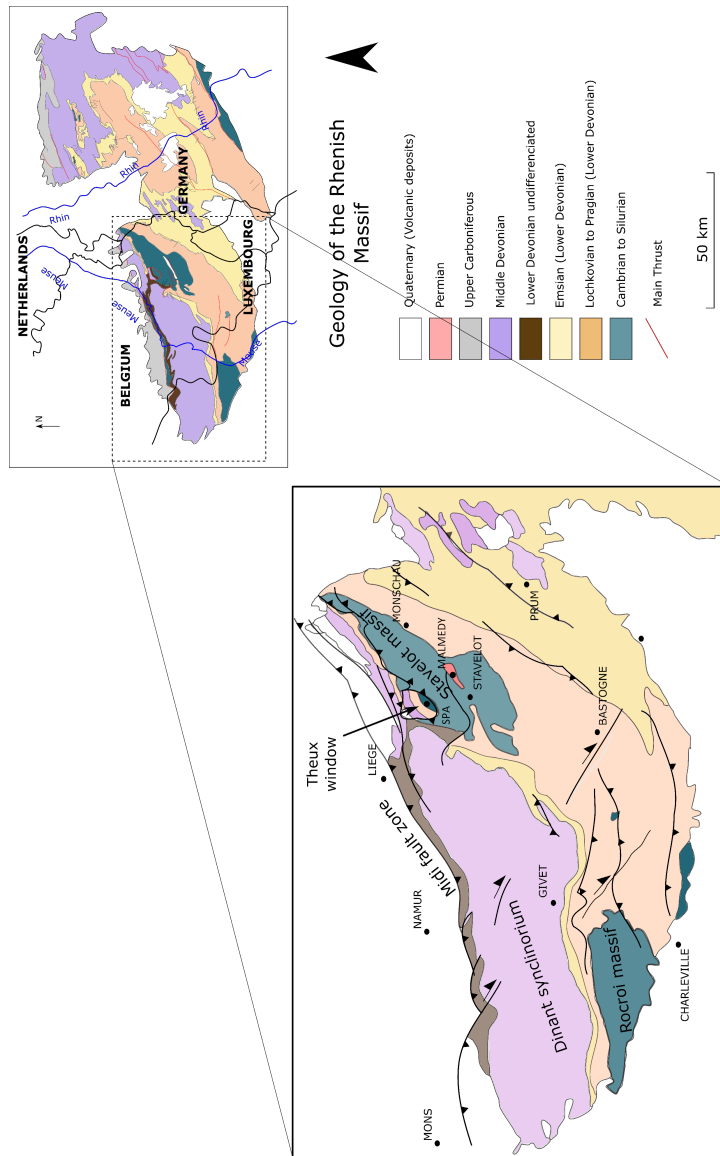 NETHERLANDS
Rhin
Rhin
Rhin
GERMANY
Meuse
Meuse
Meuse
BELGIUM
LUXEMBOURG
N
Geology of the Rhenish
Massif
Quaternary (Volcanic deposits)
Permian
Upper Carboniferous
Middle Devonian
Lower Devonian undifferenciated
Emsian (Lower Devonian)
Lochkovian to Pragian (Lower Devonian)
Cambrian to Silurian
Main Thrust
50 km
Theux
window
LIEGE
MONSCHAU
Stavelot massif
MALMEDY
SPA
STAVELOT
PRUM
BASTOGNE
Midi fault zone
NAMUR
GIVET
Dinant synclinorium
Rocroi massif
CHARLEVILLE
MONS